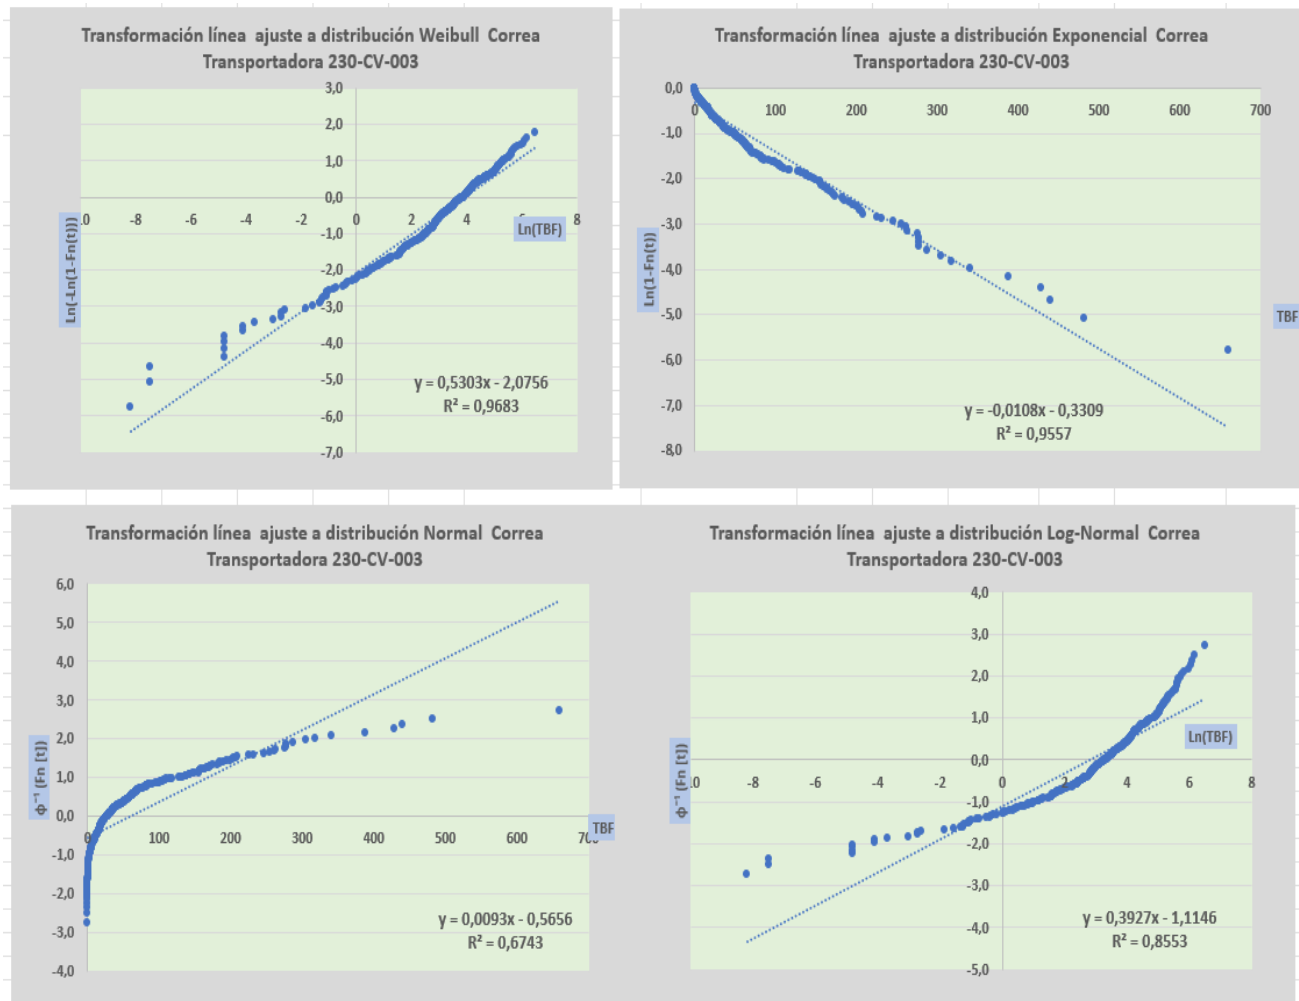 Transformación línea ajuste a distribución Weibull Correa
Transportadora 230-CV-003
3,0
2,0
1,0
0,0
.0 -8 -6 -4 -2 0 2 4 6 8
Ln(TBF)
-1,0
-2,0
-3,0
-4,0
-5,0
-6,0
-7,0
Ln(-Ln(1-Fn(t)))
y = 0,5303x - 2,0756
R² = 0,9683
Transformación línea ajuste a distribución Exponencial Correa
Transportadora 230-CV-003
0,0
0 100 200 300 400 500 600 700
-1,0
-2,0
-3,0
-4,0
-5,0
-6,0
-7,0
-8,0
Ln(1-Fn(t))
TBF
y = -0,0108x - 0,3309
R² = 0,9557
Transformación línea ajuste a distribución Normal Correa
Transportadora 230-CV-003
6,0
5,0
4,0
3,0
2,0
1,0
0,0
0 100 200 300 400 500 600 700
TBF
-1,0
-2,0
-3,0
-4,0
Φ⁻¹ (Fn [t])
y = 0,0093x - 0,5656
R² = 0,6743
Transformación línea ajuste a distribución Log-Normal Correa
Transportadora 230-CV-003
4,0
3,0
2,0
1,0
Ln(TBF)
0,0
.0 -8 -6 -4 -2 0 2 4 6 8
-1,0
-2,0
-3,0
-4,0
-5,0
Φ⁻¹ (Fn [t])
y = 0,3927x - 1,1146
R² = 0,8553